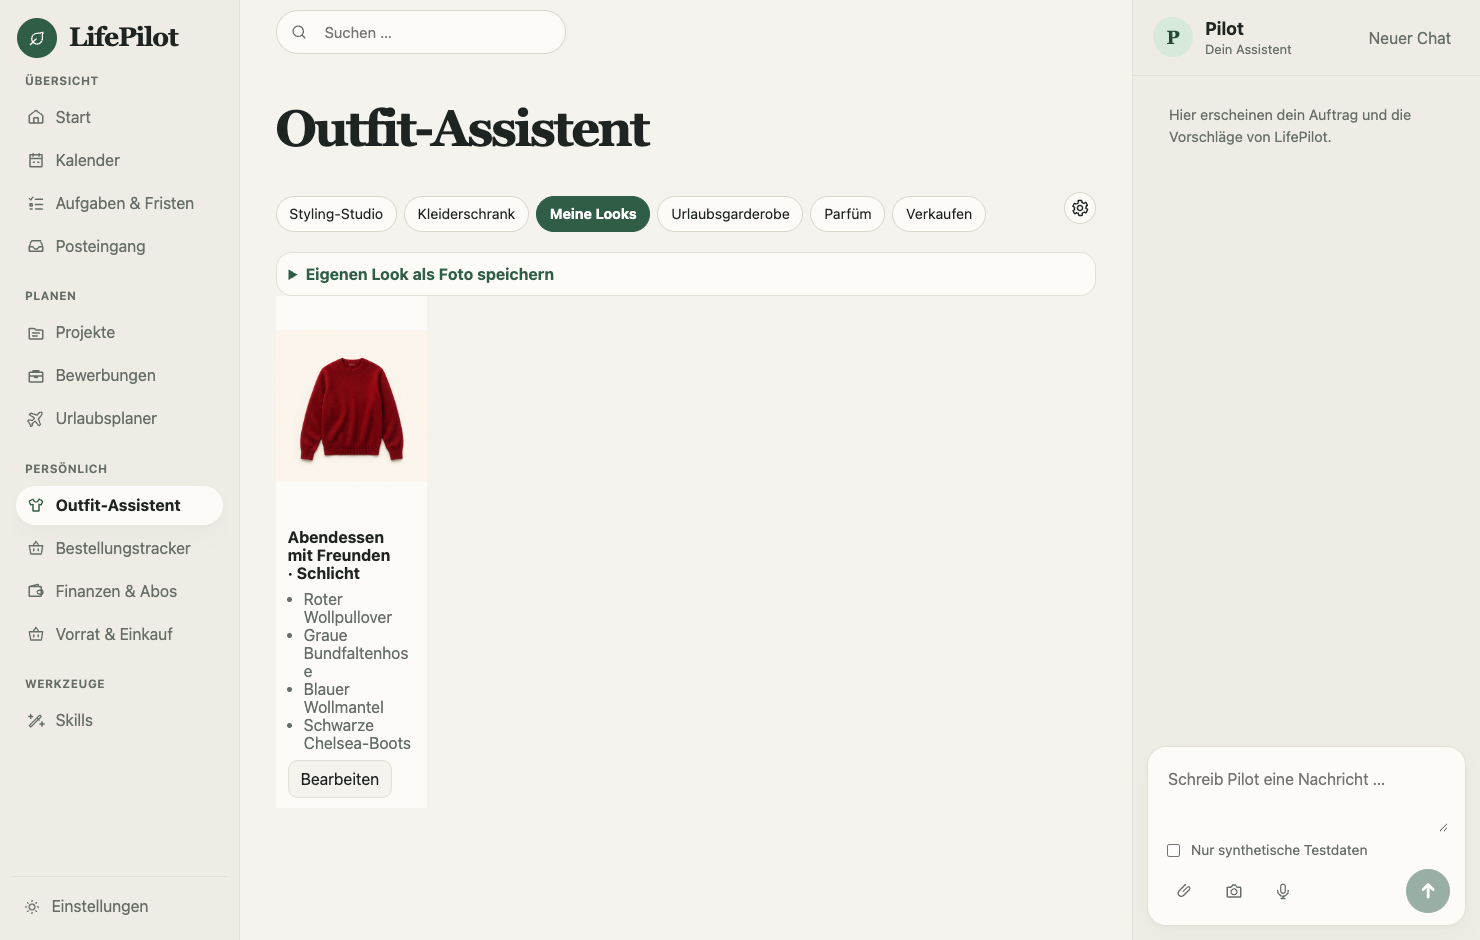 LifePilot
ÜBERSICHT
Start
Kalender
Aufgaben & Fristen
Posteingang
PLANEN
Projekte
Bewerbungen
Urlaubsplaner
PERSÖNLICH
Outfit-Assistent
Bestellungstracker
Finanzen & Abos
Vorrat & Einkauf
WERKZEUGE
Skills
Einstellungen
Suchen ...
Outfit-Assistent
Styling-Studio
Kleiderschrank
Meine Looks
Urlaubsgarderobe
Parfüm
Verkaufen
Eigenen Look als Foto speichern
Abendessen
mit Freunden
· Schlicht
Roter
Wollpullover
Graue
Bundfaltenhos
e
Blauer
Wollmantel
Schwarze
Chelsea-Boots
Bearbeiten
P
Pilot
Dein Assistent
Neuer Chat
Hier erscheinen dein Auftrag und die
Vorschläge von LifePilot.
Schreib Pilot eine Nachricht ...
Nur synthetische Testdaten